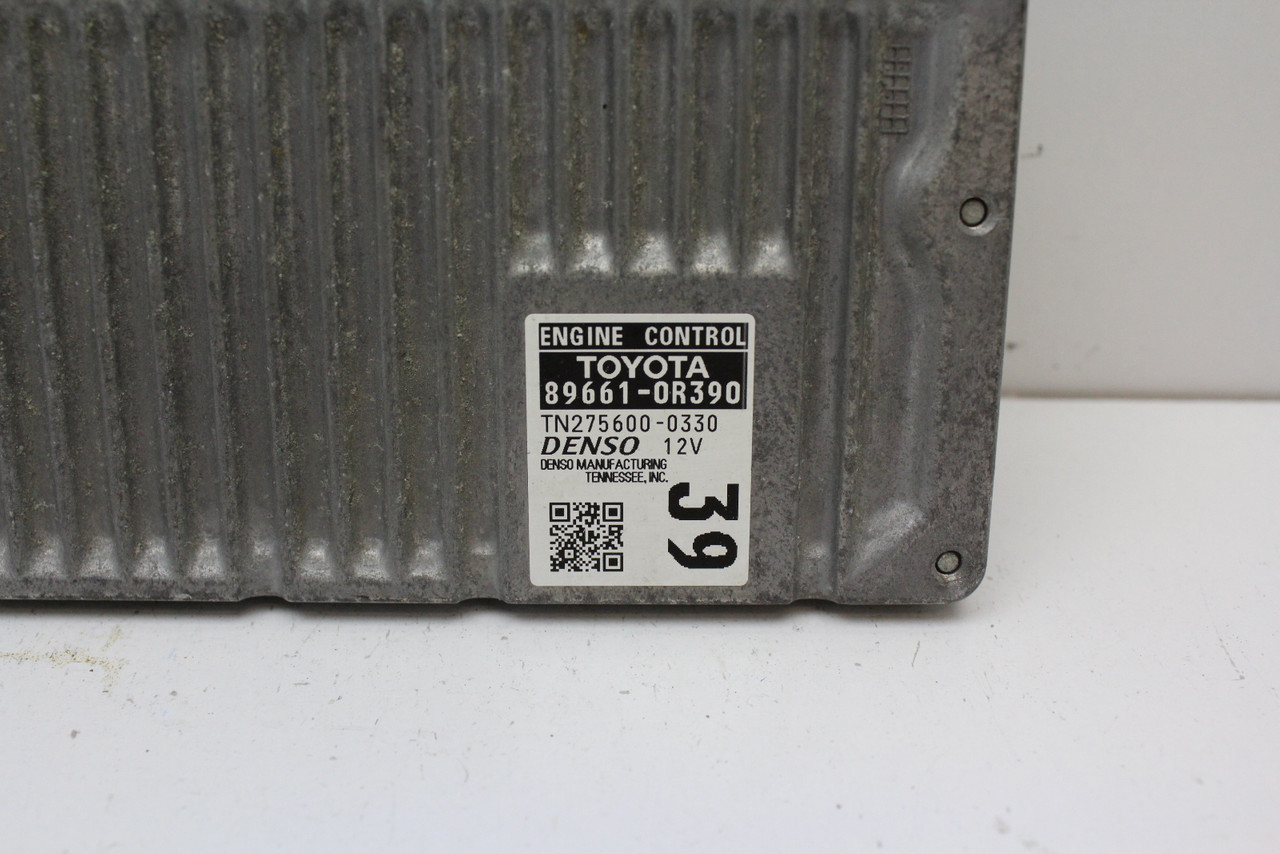 ENGINE CONTROL
TOYOTA
89661-0R390
TN275600-0330
DENSO 12V
DENSO MANUFACTURING
TENNESSEE, INC.
39